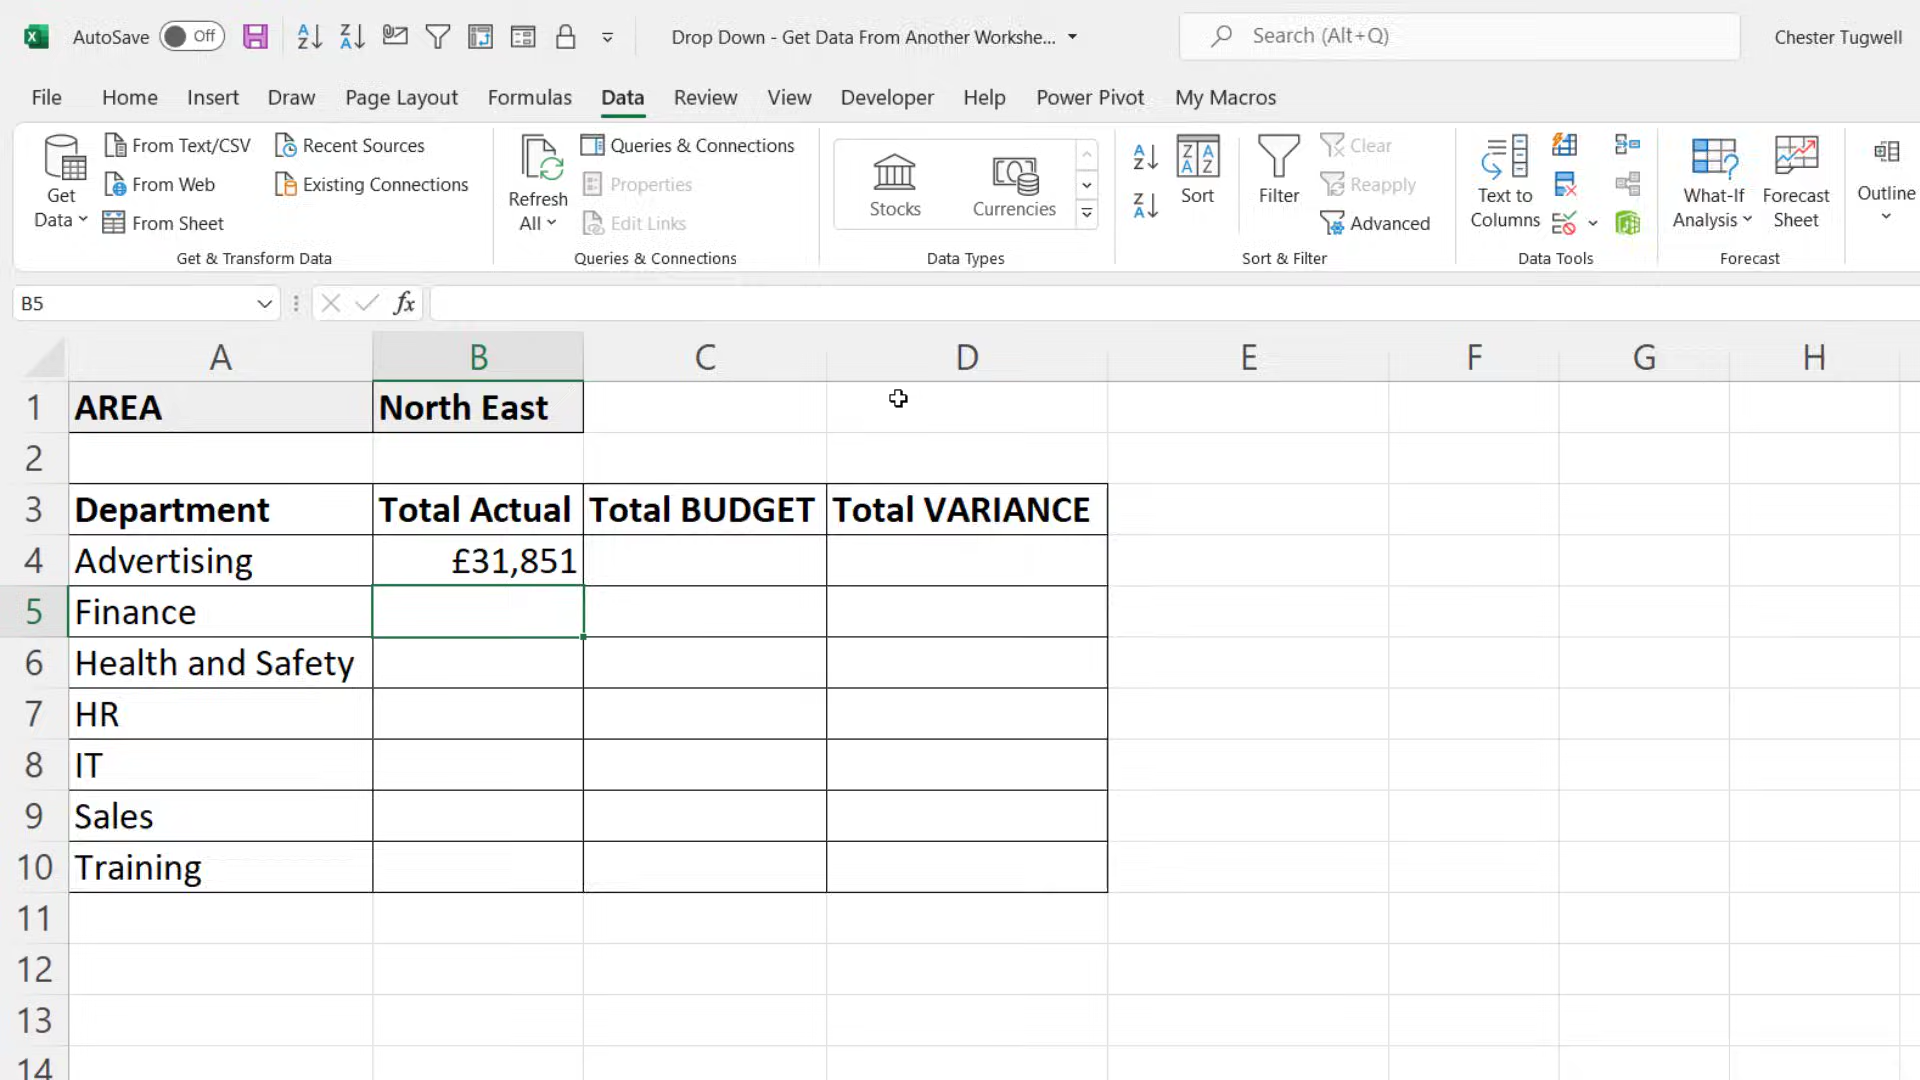 AutoSave Off Drop Down - Get Data From Another Workshe... Search (Alt+Q) Chester Tugwell
File Home Insert Draw Page Layout Formulas Data Review View Developer Help Power Pivot My Macros
Get Data
From Text/CSV
From Web
From Sheet
Recent Sources
Existing Connections
Get & Transform Data
Refresh All
Queries & Connections
Properties
Edit Links
Queries & Connections
Stocks
Currencies
Data Types
Sort
Filter
Clear
Reapply
Advanced
Sort & Filter
Text to Columns
Data Tools
What-If Analysis
Forecast Sheet
Forecast
Outline
B5 fx
A B C D E F G H
1 AREA North East
2
3 Department Total Actual Total BUDGET Total VARIANCE
4 Advertising £31,851
5 Finance
6 Health and Safety
7 HR
8 IT
9 Sales
10 Training
11
12
13
14